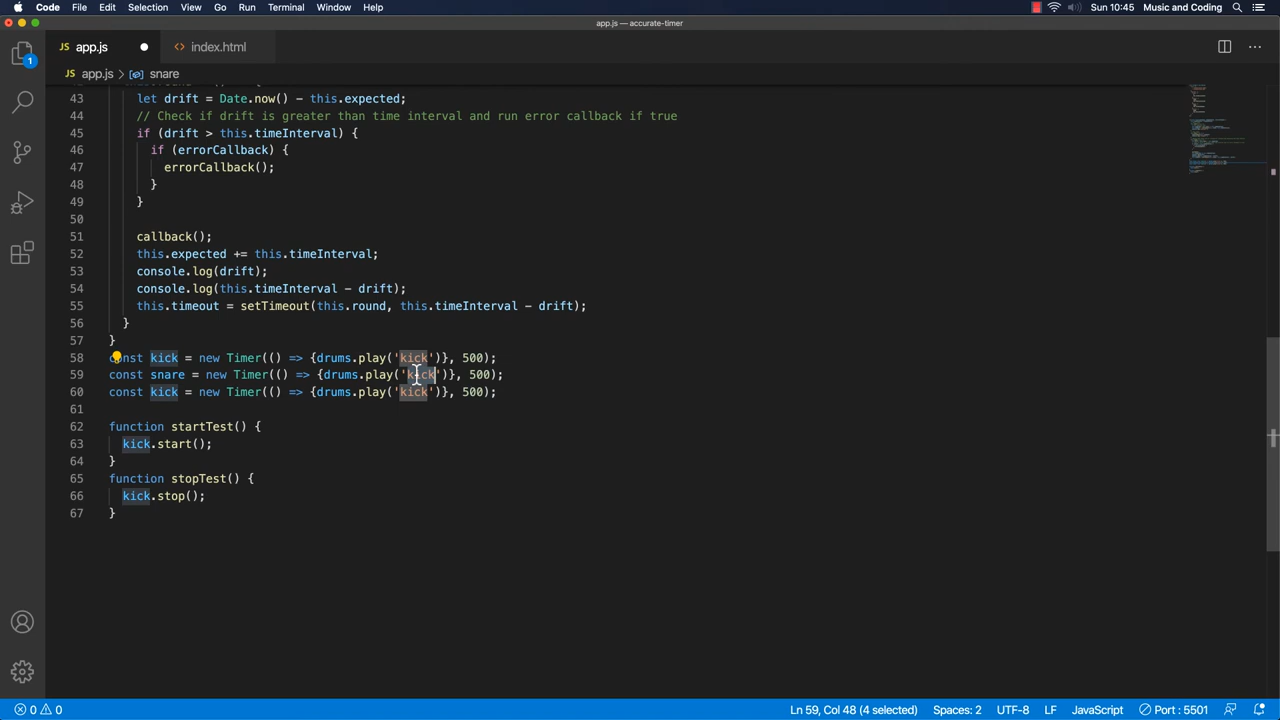 Code File Edit Selection View Go Run Terminal Window Help Sun 10:45 Music and Coding
app.js — accurate-timer
JS app.js index.html
JS app.js > snare
1
43 let drift = Date.now() - this.expected;
44 // Check if drift is greater than time interval and run error callback if true
45 if (drift > this.timeInterval) {
46 if (errorCallback) {
47 errorCallback();
48 }
49 }
50
51 callback();
52 this.expected += this.timeInterval;
53 console.log(drift);
54 console.log(this.timeInterval - drift);
55 this.timeout = setTimeout(this.round, this.timeInterval - drift);
56 }
57 }
58 const kick = new Timer(() => {drums.play('kick')}, 500);
59 const snare = new Timer(() => {drums.play('kick')}, 500);
60 const kick = new Timer(() => {drums.play('kick')}, 500);
61
62 function startTest() {
63 kick.start();
64 }
65 function stopTest() {
66 kick.stop();
67 }
0 0 Ln 59, Col 48 (4 selected) Spaces: 2 UTF-8 LF JavaScript Port : 5501